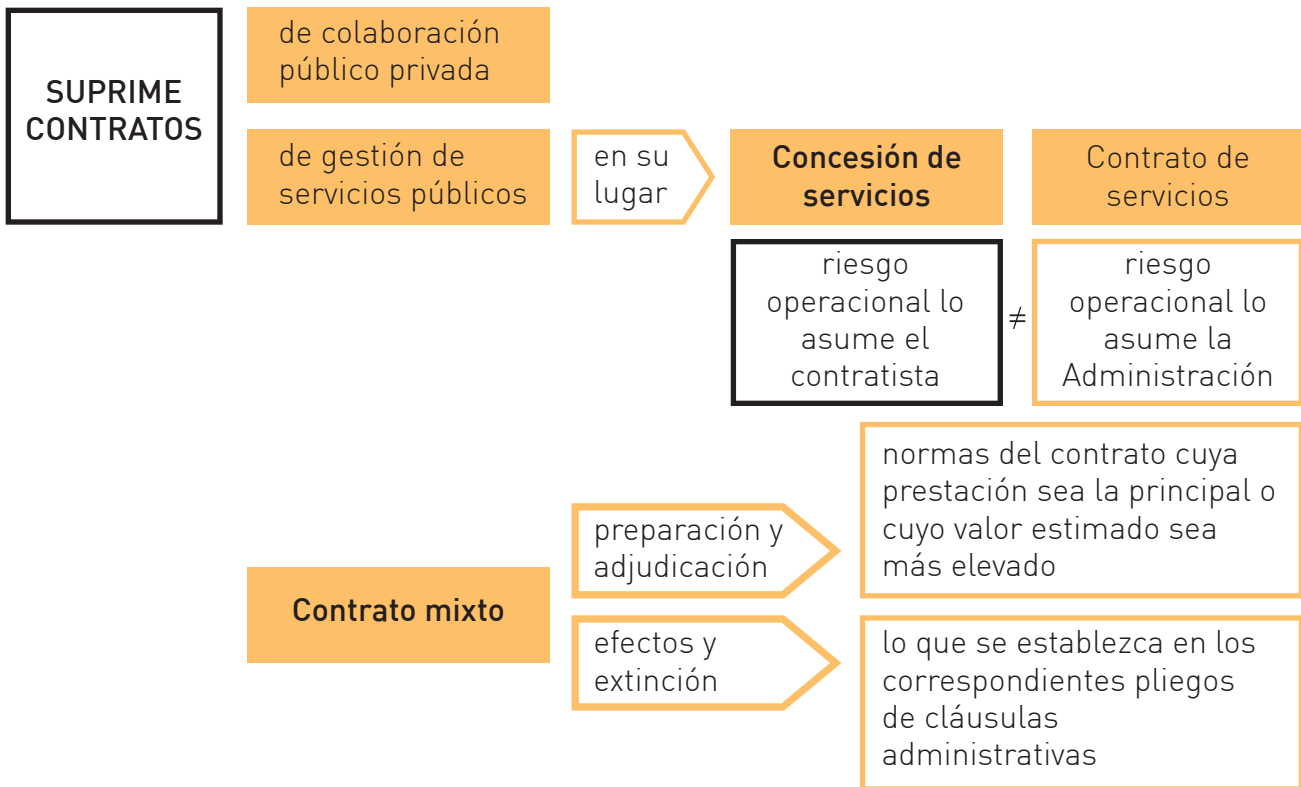 SUPRIME
CONTRATOS
de colaboración
público privada
de gestión de
servicios públicos
en su
lugar
Concesión de
servicios
Contrato de
servicios
riesgo
operacional lo
asume el
contratista
≠
riesgo
operacional lo
asume la
Administración
Contrato mixto
preparación y
adjudicación
normas del contrato cuya
prestación sea la principal o
cuyo valor estimado sea
más elevado
efectos y
extinción
lo que se establezca en los
correspondientes pliegos
de cláusulas
administrativas